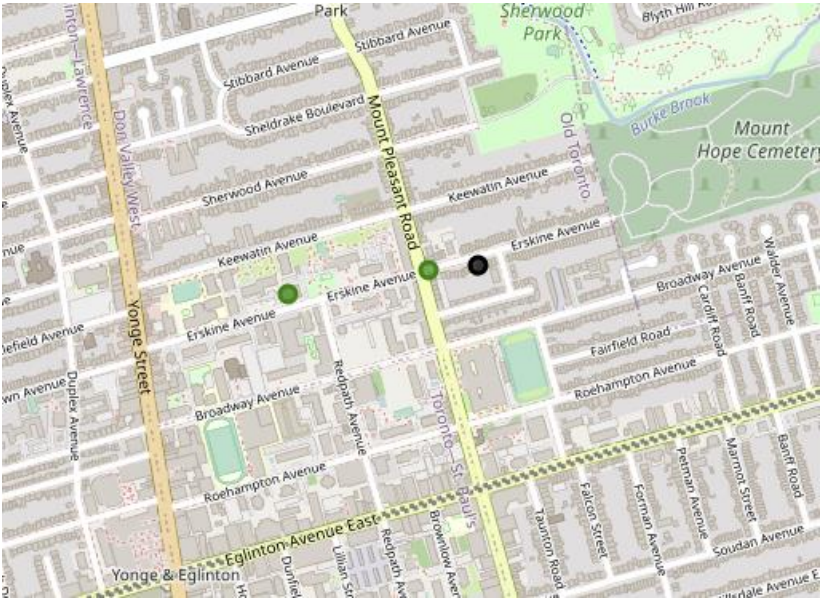 Park
Sherwood
Park
Blyth Hill
Stibbard Avenue
Stibbard Avenue
Duplex Avenue
Lawrence
Don Valley West
Sheldrake Boulevard
Mount Pleasant Road
Burke Brook
Old Toronto
Mount
Hope Cemetery
Sherwood Avenue
Keewatin Avenue
Keewatin Avenue
Erskine Avenue
Erskine Avenue
Erskine Avenue
Walder Avenue
Broadway Avenue
Banff Road
Cardiff Road
Yonge Street
Fairfield Road
Roehampton Avenue
Duplex Avenue
Broadway Avenue
Redpath Avenue
Toronto—St. Paul's
Roehampton Avenue
Eglinton Avenue East
Banff Road
Marmot Street
Petman Avenue
Forman Avenue
Falcon Street
Taunton Road
Soudan Avenue
Yonge & Eglinton
Lillian
Redpath
Brownlow